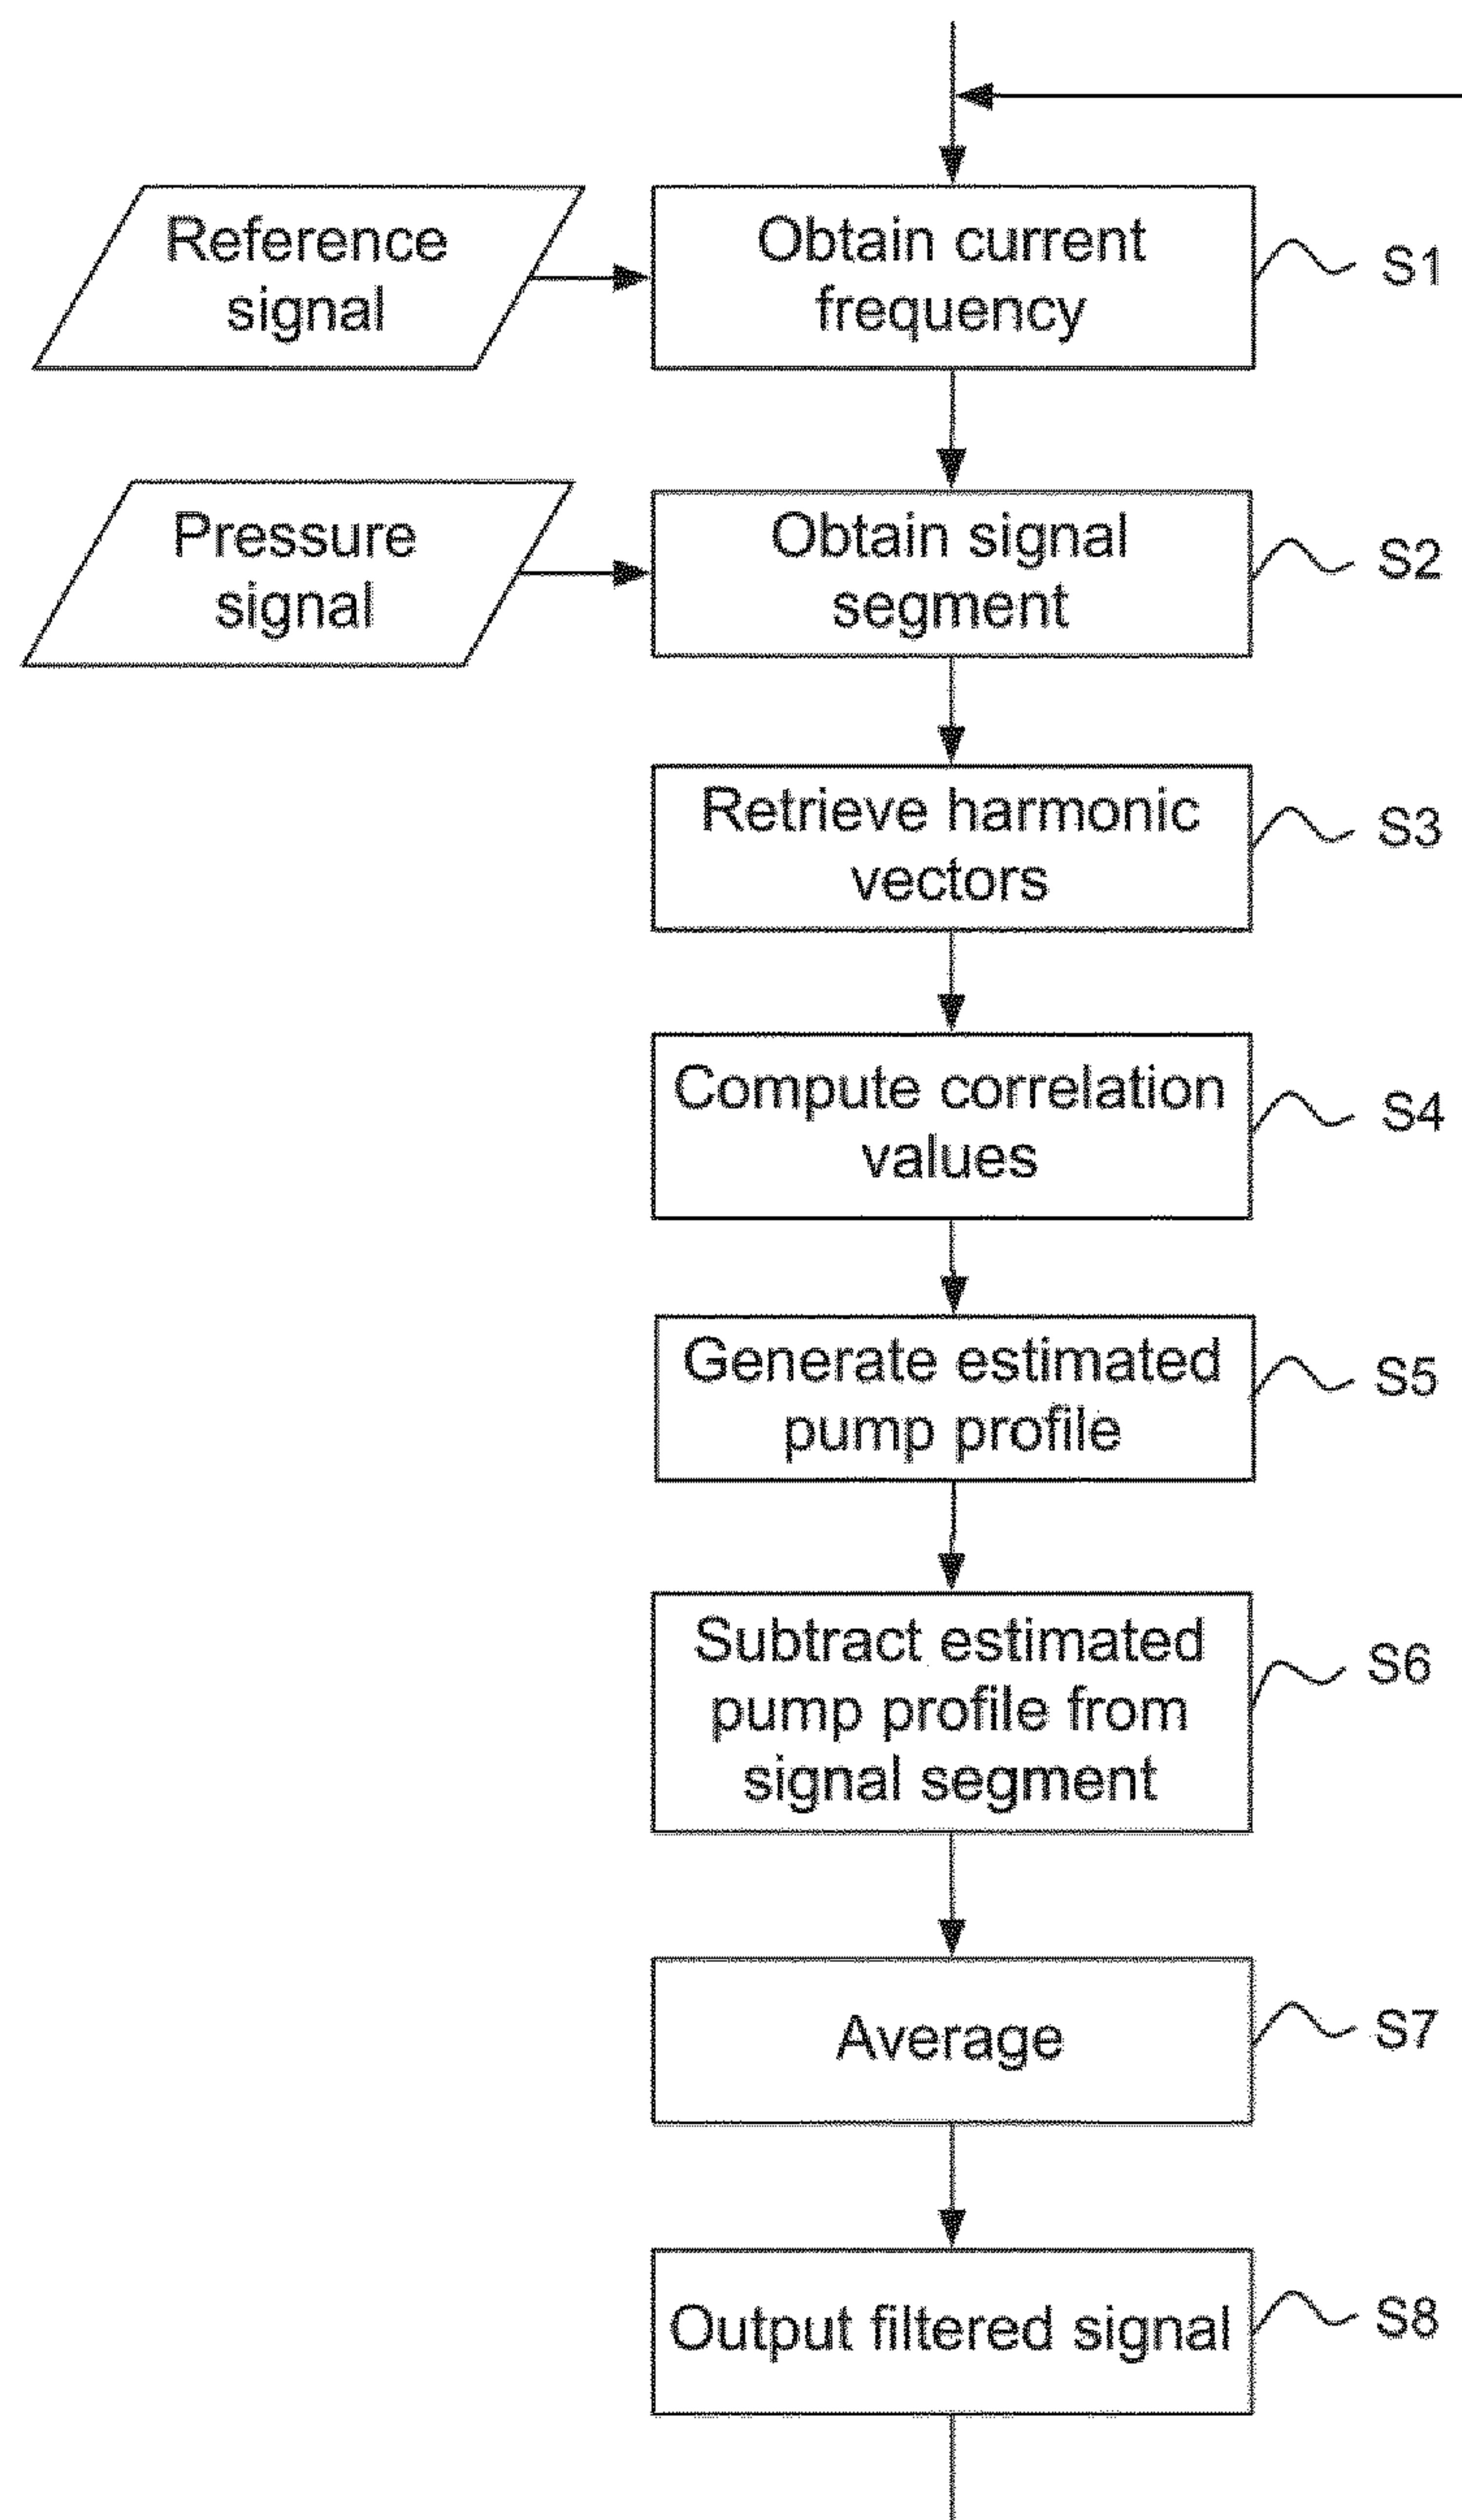 Reference
signal
Obtain current
frequency
S1
Pressure
signal
Obtain signal
segment
S2
Retrieve harmonic
vectors
S3
Compute correlation
values
S4
Generate estimated
pump profile
S5
Subtract estimated
pump profile from
signal segment
S6
Average
S7
Output filtered signal
S8